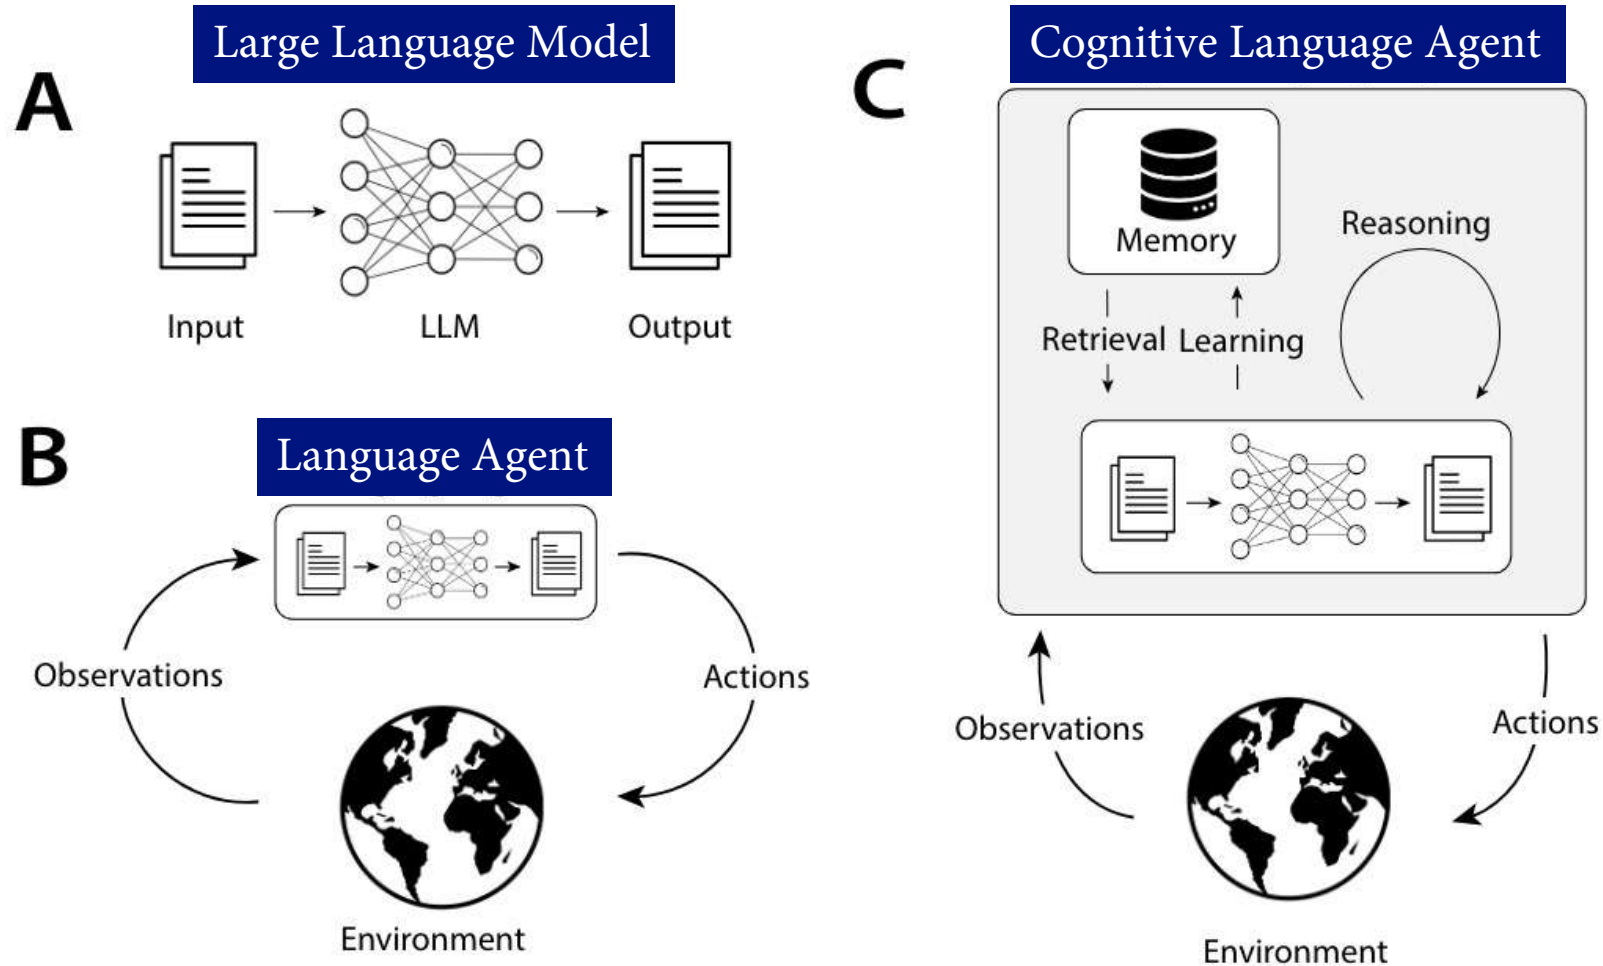 A
Large Language Model
Input
LLM
Output
B
Language Agent
Observations
Actions
Environment
C
Cognitive Language Agent
Memory
Reasoning
Retrieval
Learning
Observations
Actions
Environment